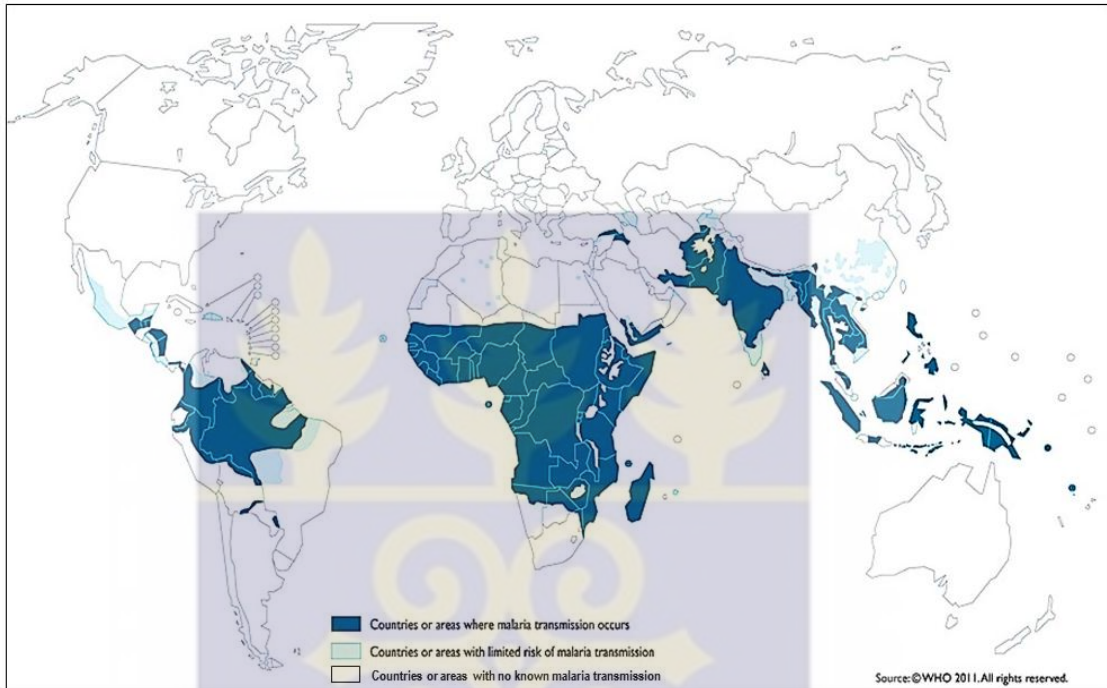 Countries or areas where malaria transmission occurs
Countries or areas with limited risk of malaria transmission
Countries or areas with no known malaria transmission
Source: ©WHO 2011. All rights reserved.